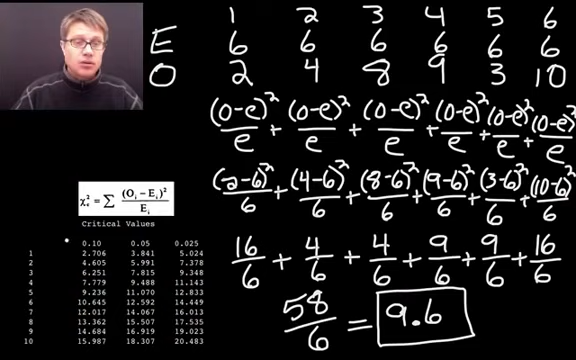 1 2 3 4 5 6
E 6 6 6 6 6 6
O 2 4 8 9 3 10
(O-e)²/e + (O-e)²/e + (O-e)²/e + (O-e)²/e + (O-e)²/e + (O-e)²/e
(2-6)²/6 + (4-6)²/6 + (8-6)²/6 + (9-6)²/6 + (3-6)²/6 + (10-6)²/6
16/6 + 4/6 + 4/6 + 9/6 + 9/6 + 16/6
58/6 = 9.6
χ²c = ∑ (Oi − Ei)²/Ei
Critical Values
0.10 0.05 0.025
1 2.706 3.841 5.024
2 4.605 5.991 7.378
3 6.251 7.815 9.348
4 7.779 9.488 11.143
5 9.236 11.070 12.833
6 10.645 12.592 14.449
7 12.017 14.067 16.013
8 13.362 15.507 17.535
9 14.684 16.919 19.023
10 15.987 18.307 20.483